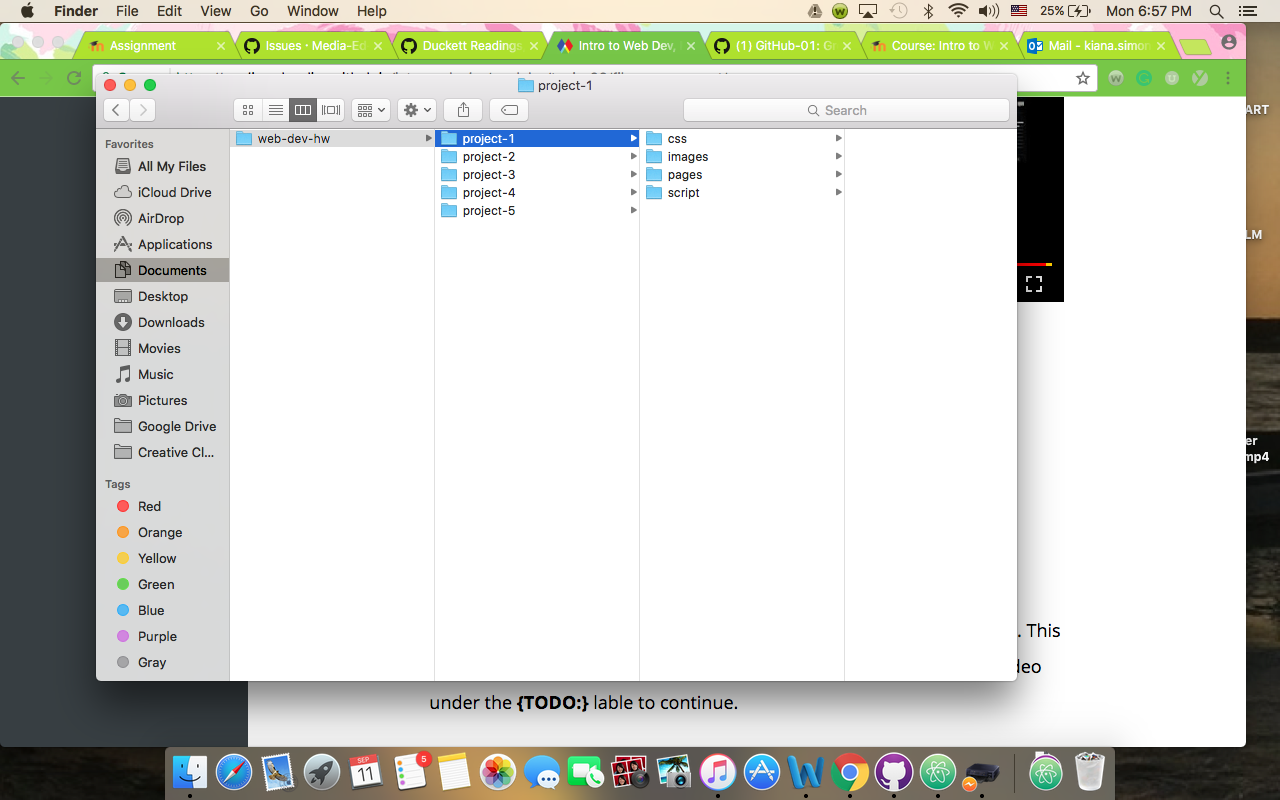 Finder File Edit View Go Window Help 25% Mon 6:57 PM
Assignment Issues · Media-Ed Duckett Readings Intro to Web Dev, (1) GitHub-01: Gr Course: Intro to W Mail - kiana.simon
project-1
Search
Favorites
All My Files
iCloud Drive
AirDrop
Applications
Documents
Desktop
Downloads
Movies
Music
Pictures
Google Drive
Creative Cl...
Tags
Red
Orange
Yellow
Green
Blue
Purple
Gray
web-dev-hw
project-1
project-2
project-3
project-4
project-5
css
images
pages
script
ART
LM
er
mp4
. This
deo
under the {TODO:} lable to continue.
SEP
11
5